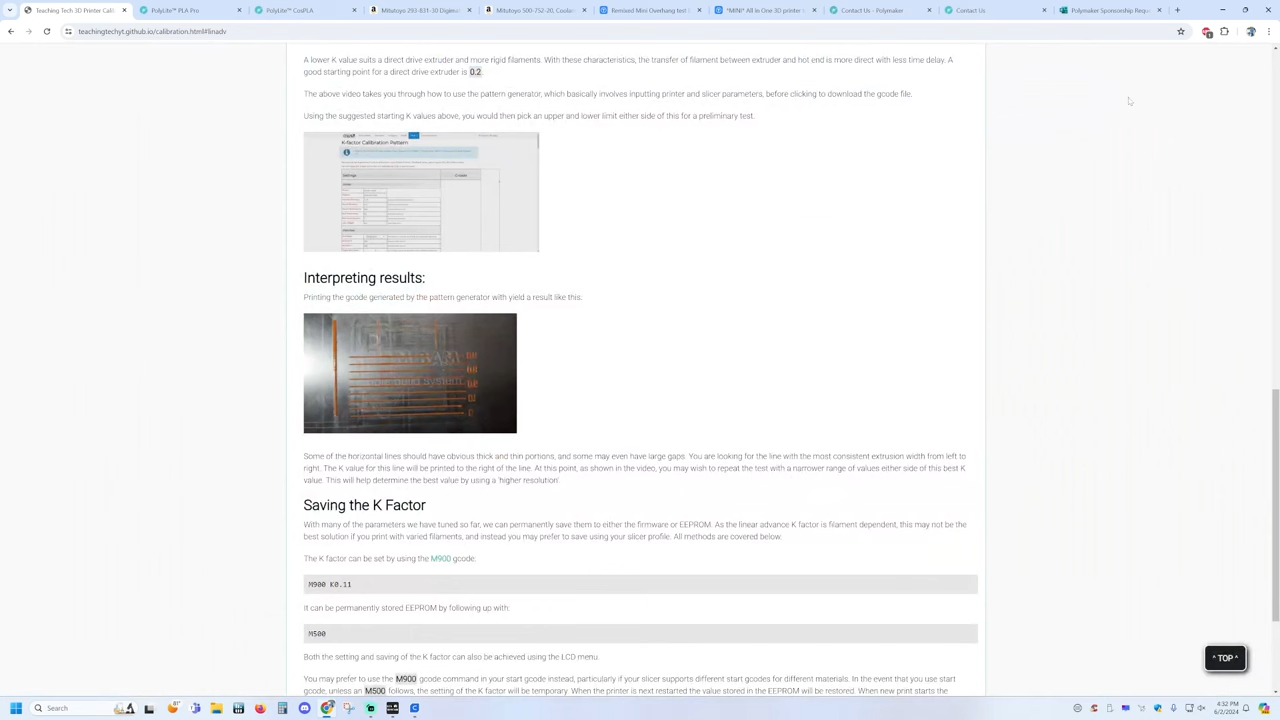 Teaching Tech 3D Printer Cali
PolyLite™ PLA Pro
PolyLite™ CosPLA
Mitutoyo 293-831-30 Digima
Mitutoyo 500-752-20, Coolan
Remixed Mini Overhang test
*MINI* All In One 3D printer t
Contact Us - Polymaker
Contact Us
Polymaker Sponsorship Requ
teachingtechyt.github.io/calibration.html#linadv
A lower K value suits a direct drive extruder and more rigid filaments. With these characteristics, the transfer of filament between extruder and hot end is more direct with less time delay. A
good starting point for a direct drive extruder is 0.2.
The above video takes you through how to use the pattern generator, which basically involves inputting printer and slicer parameters, before clicking to download the gcode file.
Using the suggested starting K values above, you would then pick an upper and lower limit either side of this for a preliminary test.
K-factor Calibration Pattern
Interpreting results:
Printing the gcode generated by the pattern generator with yield a result like this.
Some of the horizontal lines should have obvious thick and thin portions, and some may even have large gaps. You are looking for the line with the most consistent extrusion width from left to
right. The K value for this line will be printed to the right of the line. At this point, as shown in the video, you may wish to repeat the test with a narrower range of values either side of this best K
value. This will help determine the best value by using a 'higher resolution'.
Saving the K Factor
With many of the parameters we have tuned so far, we can permanently save them to either the firmware or EEPROM. As the linear advance K factor is filament dependent, this may not be the
best solution if you print with varied filaments, and instead you may prefer to save using your slicer profile. All methods are covered below.
The K factor can be set by using the M900 gcode:
M900 K0.11
It can be permanently stored EEPROM by following up with:
M500
^ TOP ^
Both the setting and saving of the K factor can also be achieved using the LCD menu.
You may prefer to use the M900 gcode command in your start gcode instead, particularly if your slicer supports different start gcodes for different materials. In the event that you use start
gcode, unless an M500 follows, the setting of the K factor will be temporary. When the printer is next restarted the value stored in the EEPROM will be restored. When new print starts the
Search
4:32 PM
6/2/2024